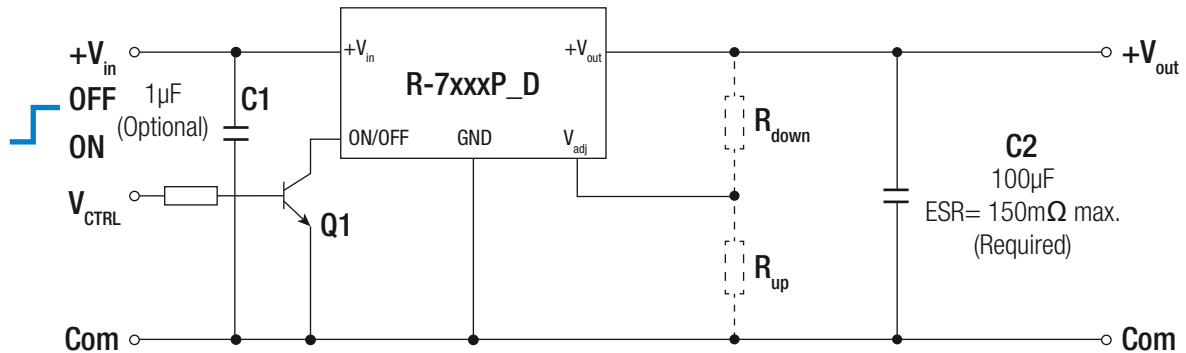 +Vin
OFF
ON
1µF
(Optional)
C1
+Vin
R-7xxxP_D
+Vout
ON/OFF
GND
Vadj
VCTRL
Q1
Rdown
Rup
C2
100µF
ESR= 150mΩ max.
(Required)
+Vout
Com
Com